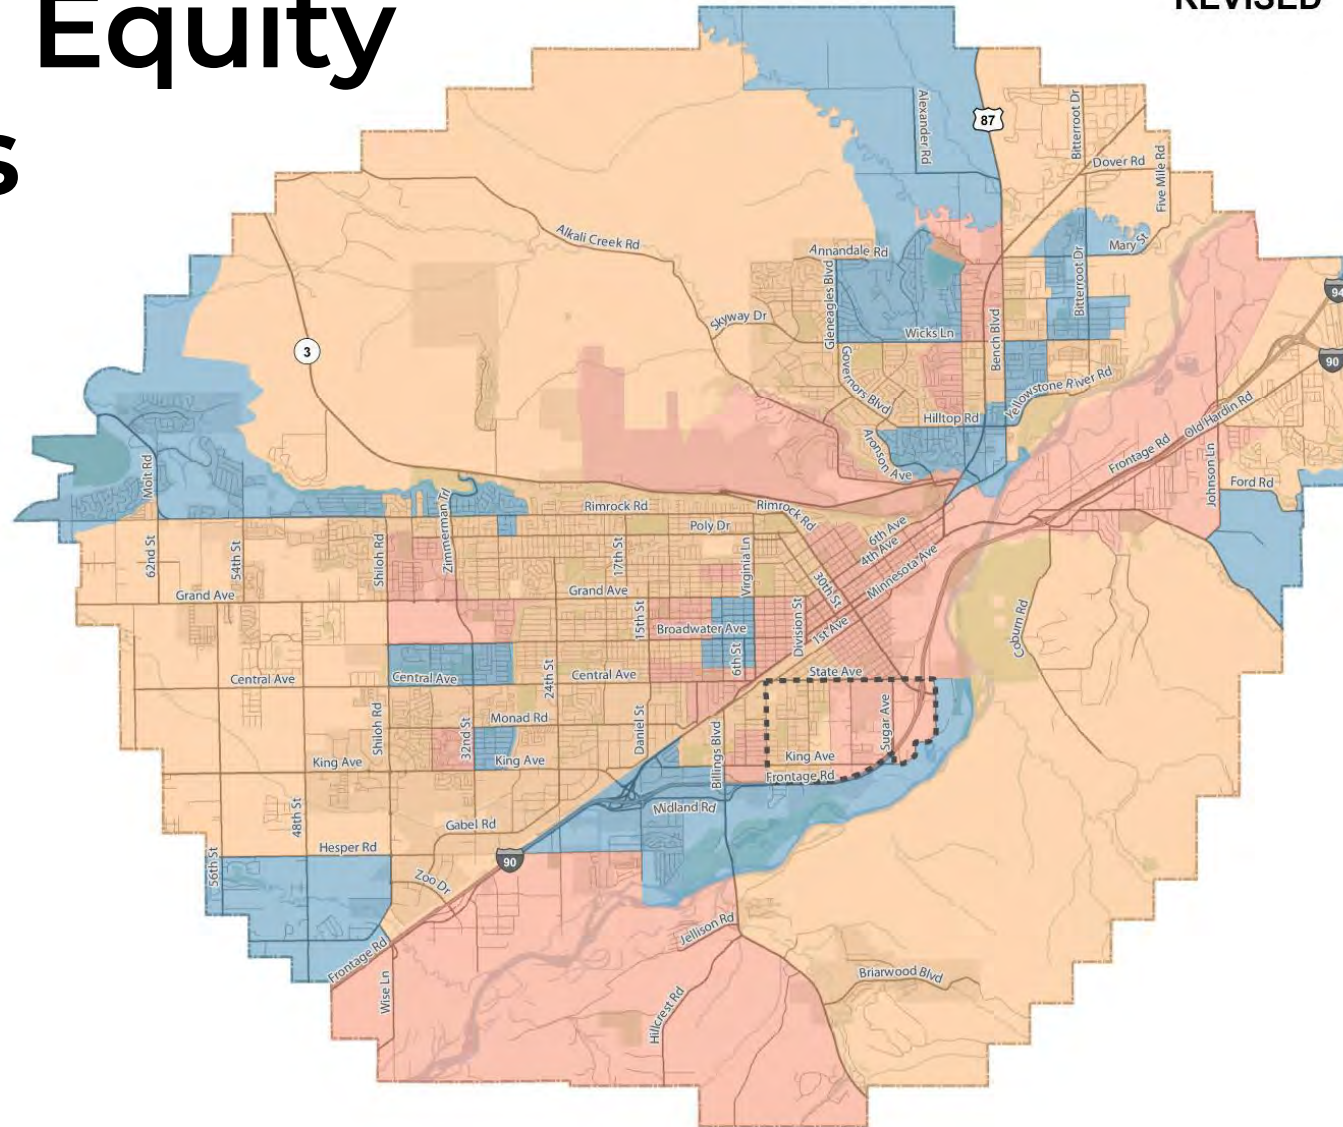 Equity
s
REVISED
87
Alexander Rd
Bitterroot Dr
Dover Rd
Five Mile Rd
Alkali Creek Rd
Annandale Rd
Mary St
Gleneagles Blvd
Bitterroot Dr
94
Skyway Dr
Wicks Ln
Bench Blvd
3
90
Governors Blvd
Yellowstone River Rd
Hilltop Rd
Old Hardin Rd
Aronson Ave
Frontage Rd
Johnson Ln
Ford Rd
Molt Rd
Zimmerman Trl
Rimrock Rd
Rimrock Rd
Poly Dr
6th Ave
4th Ave
Minnesota Ave
62nd St
54th St
Shiloh Rd
17th St
Virginia Ln
Grand Ave
Grand Ave
30th St
15th St
Broadwater Ave
Division St
1st Ave
Coburn Rd
6th St
Central Ave
Central Ave
24th St
Central Ave
State Ave
Shiloh Rd
32nd St
Monad Rd
Daniel St
Billings Blvd
Sugar Ave
King Ave
King Ave
King Ave
Frontage Rd
48th St
Midland Rd
Gabel Rd
Hesper Rd
56th St
90
Zoo Dr
Frontage Rd
Jellison Rd
Wise Ln
Hillcrest Rd
Briarwood Blvd